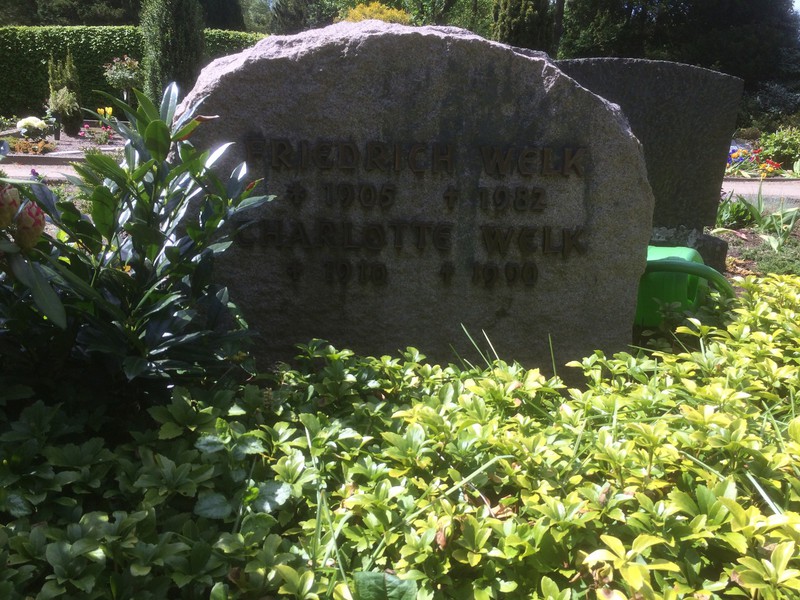 FRIEDRICH WELK
* 1905 † 1982
CHARLOTTE WELK
* 1910 † 1990